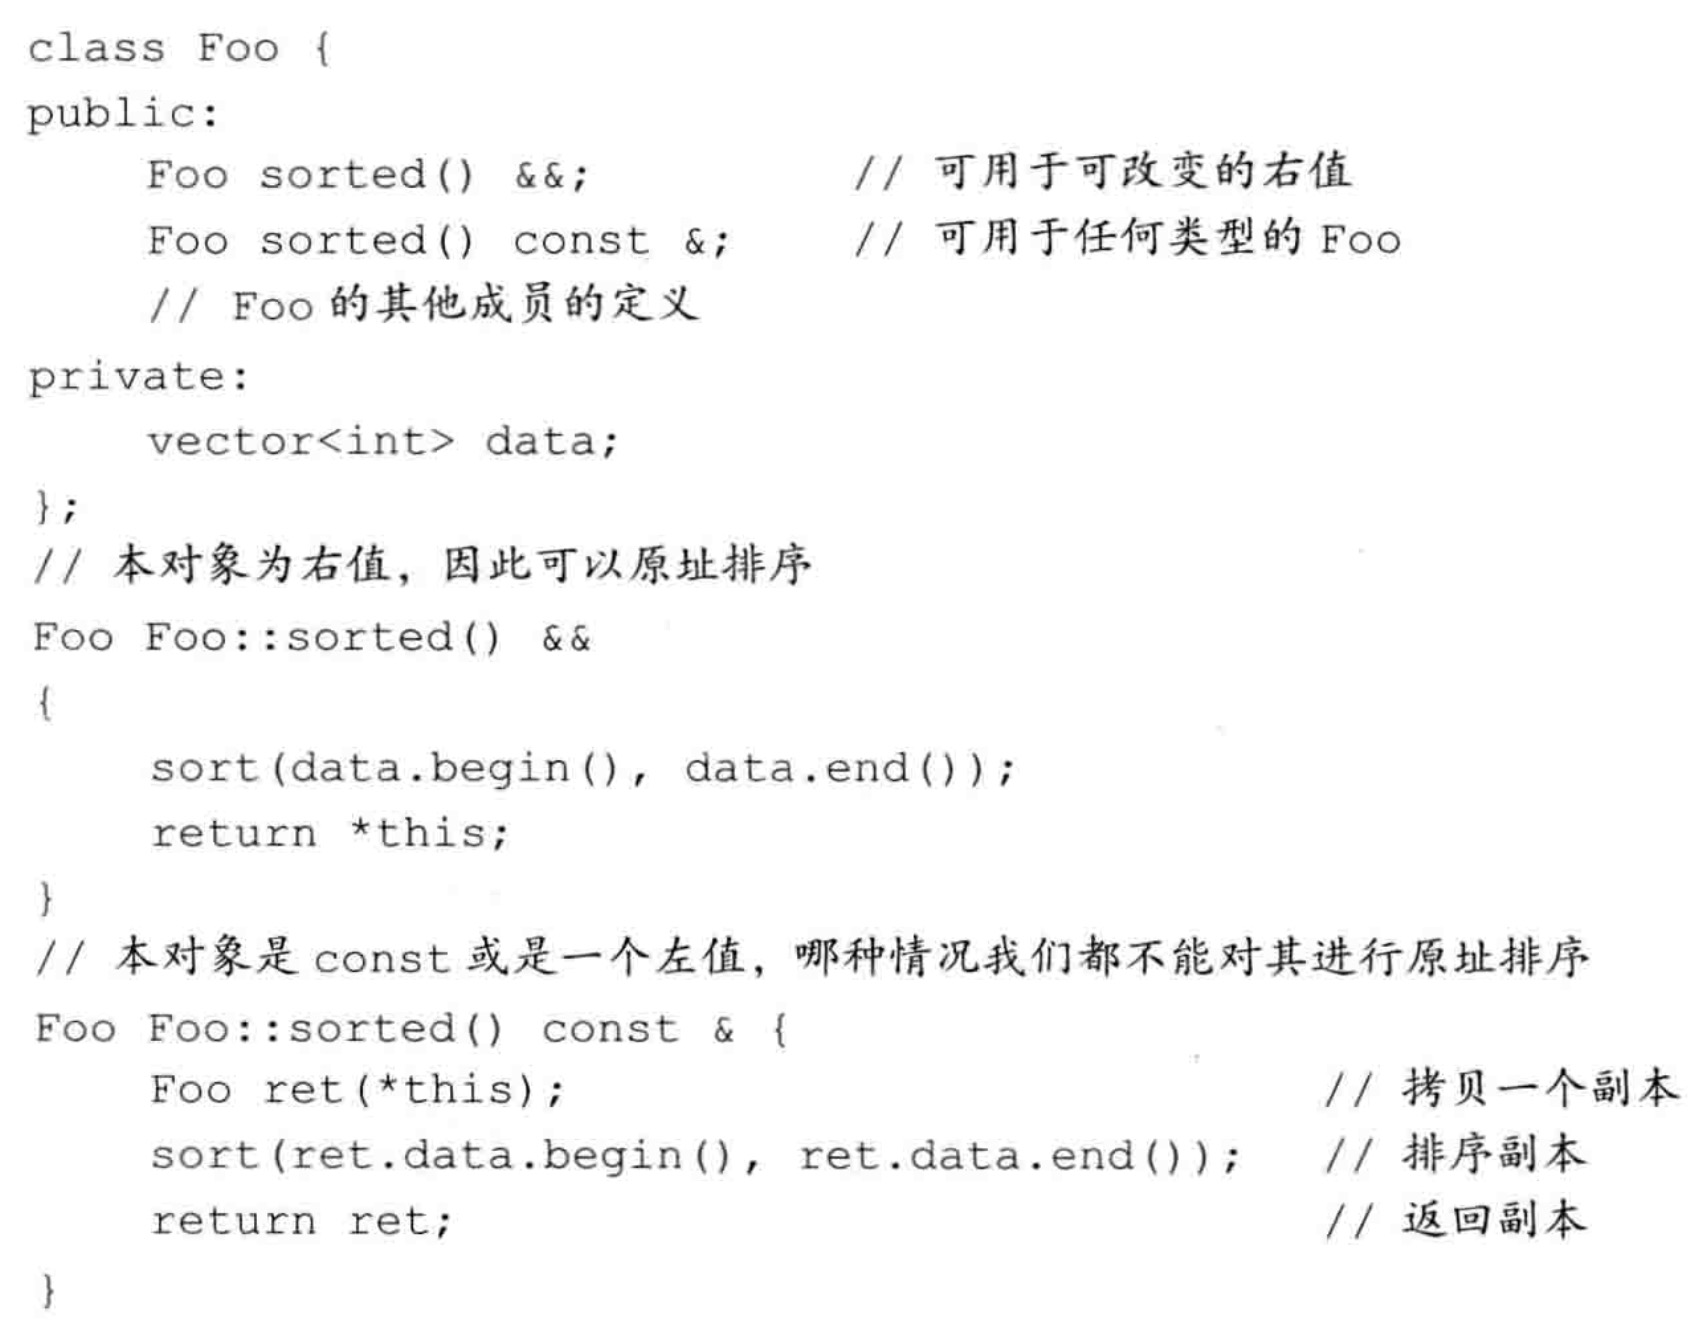 class Foo {
public:
    Foo sorted() &&;          // 可用于可改变的右值
    Foo sorted() const &;     // 可用于任何类型的 Foo
    // Foo 的其他成员的定义
private:
    vector<int> data;
};
// 本对象为右值，因此可以原址排序
Foo Foo::sorted() &&
{
    sort(data.begin(), data.end());
    return *this;
}
// 本对象是 const 或是一个左值，哪种情况我们都不能对其进行原址排序
Foo Foo::sorted() const & {
    Foo ret(*this);                         // 拷贝一个副本
    sort(ret.data.begin(), ret.data.end());   // 排序副本
    return ret;                             // 返回副本
}